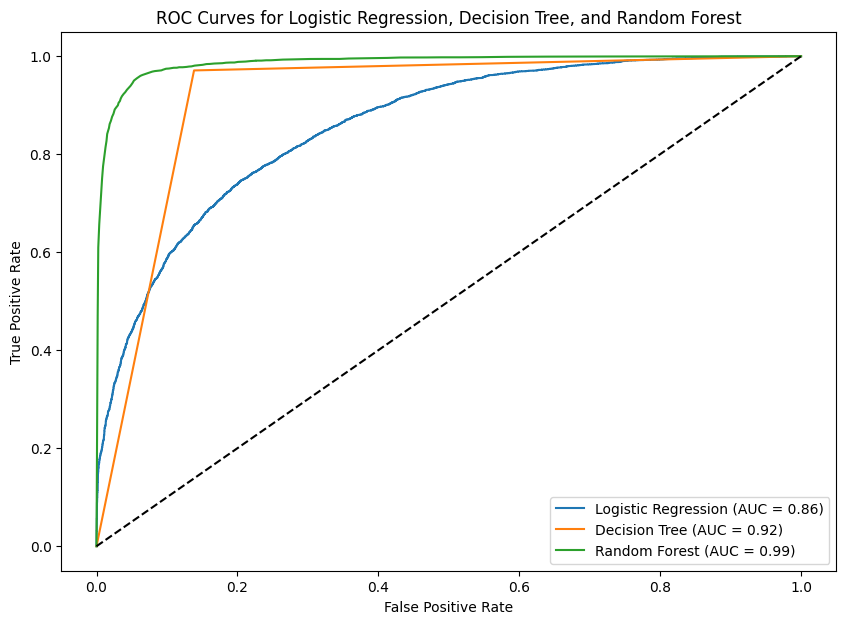 ROC Curves for Logistic Regression, Decision Tree, and Random Forest
1.0
0.8
0.6
0.4
0.2
0.0
True Positive Rate
0.0 0.2 0.4 0.6 0.8 1.0
False Positive Rate
Logistic Regression (AUC = 0.86)
Decision Tree (AUC = 0.92)
Random Forest (AUC = 0.99)